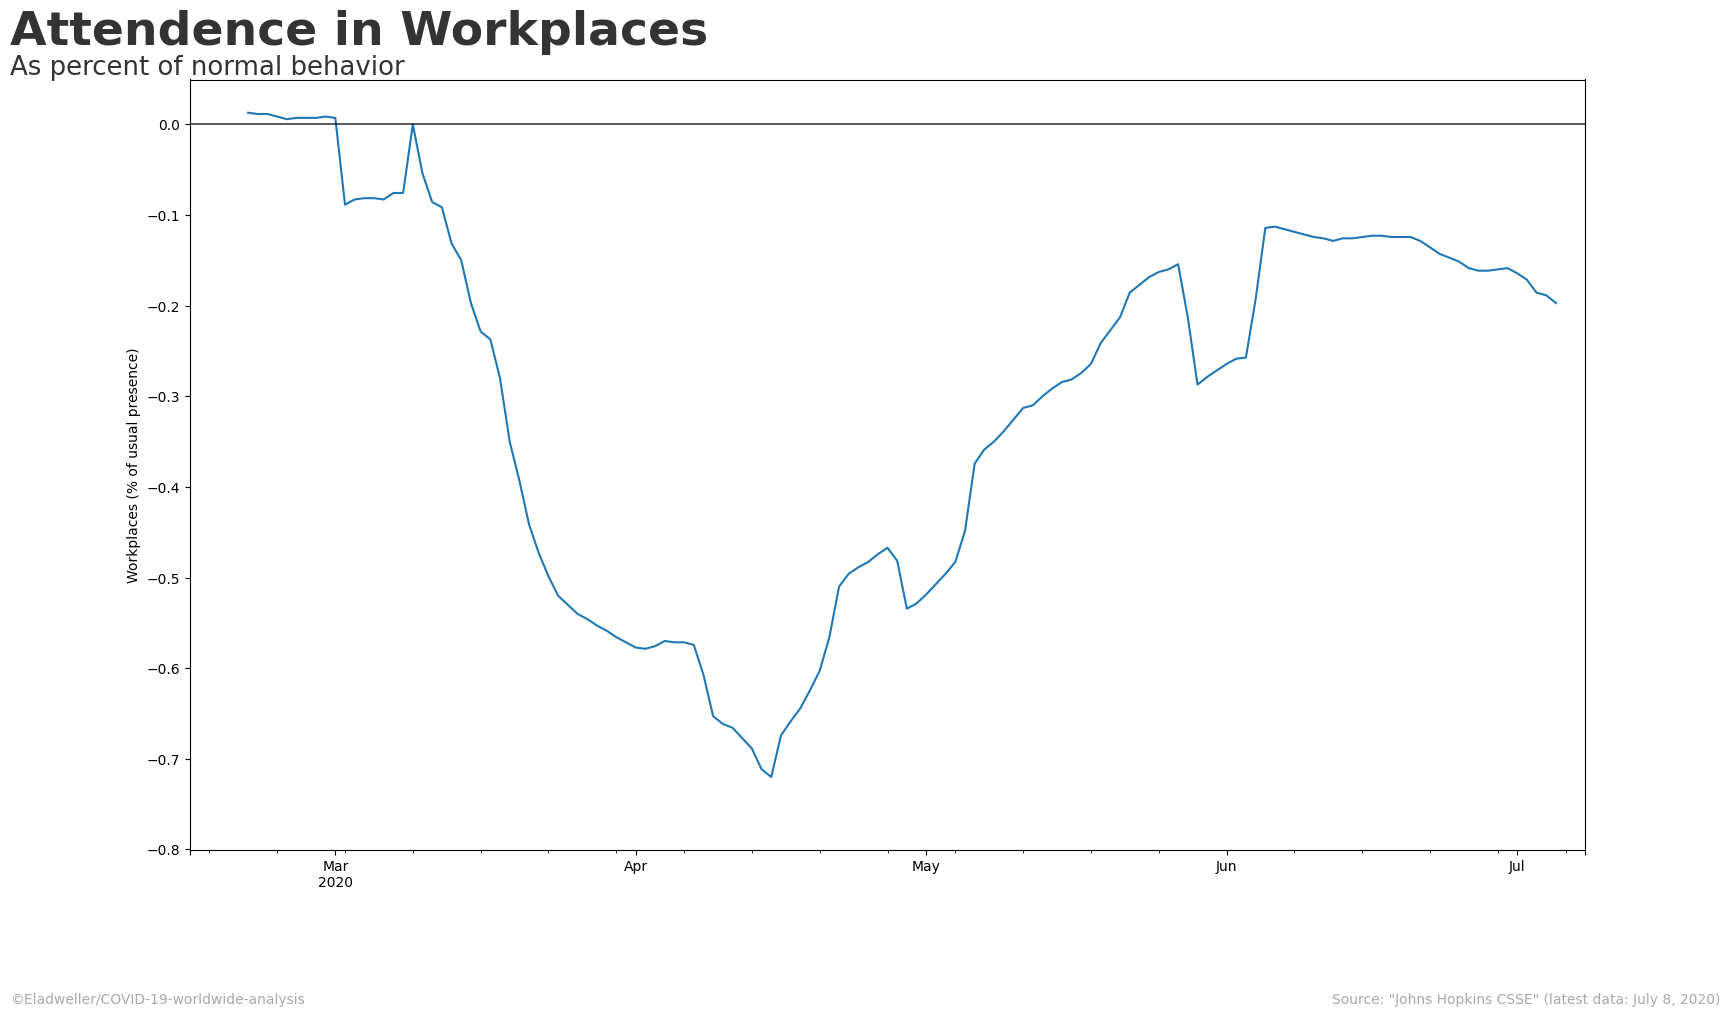 Attendence in Workplaces
As percent of normal behavior
0.0
−0.1
−0.2
−0.3
−0.4
−0.5
−0.6
−0.7
−0.8
Workplaces (% of usual presence)
Mar
2020
Apr
May
Jun
Jul
©Eladweller/COVID-19-worldwide-analysis
Source: "Johns Hopkins CSSE" (latest data: July 8, 2020)